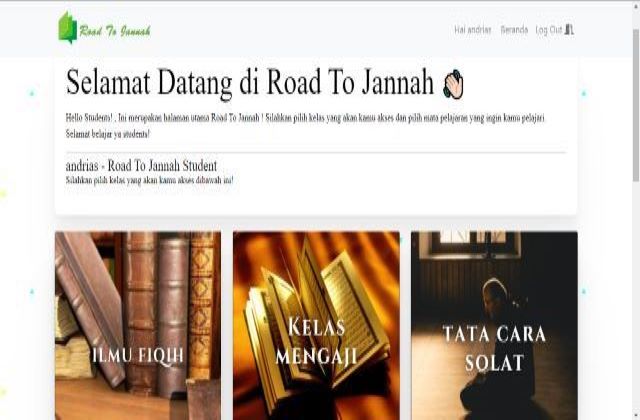 Road To Jannah
Hai andrias Beranda Log Out
Selamat Datang di Road To Jannah
Hello Students! , Ini merupakan halaman utama Road To Jannah ! Silahkan pilih kelas yang akan kamu akses dan pilih mata pelajaran yang ingin kamu pelajari.
Selamat belajar ya students!
andrias - Road To Jannah Student
Silahkan pilih kelas yang akan kamu akses dibawah ini!
ILMU FIQIH
KELAS
MENGAJI
TATA CARA
SOLAT